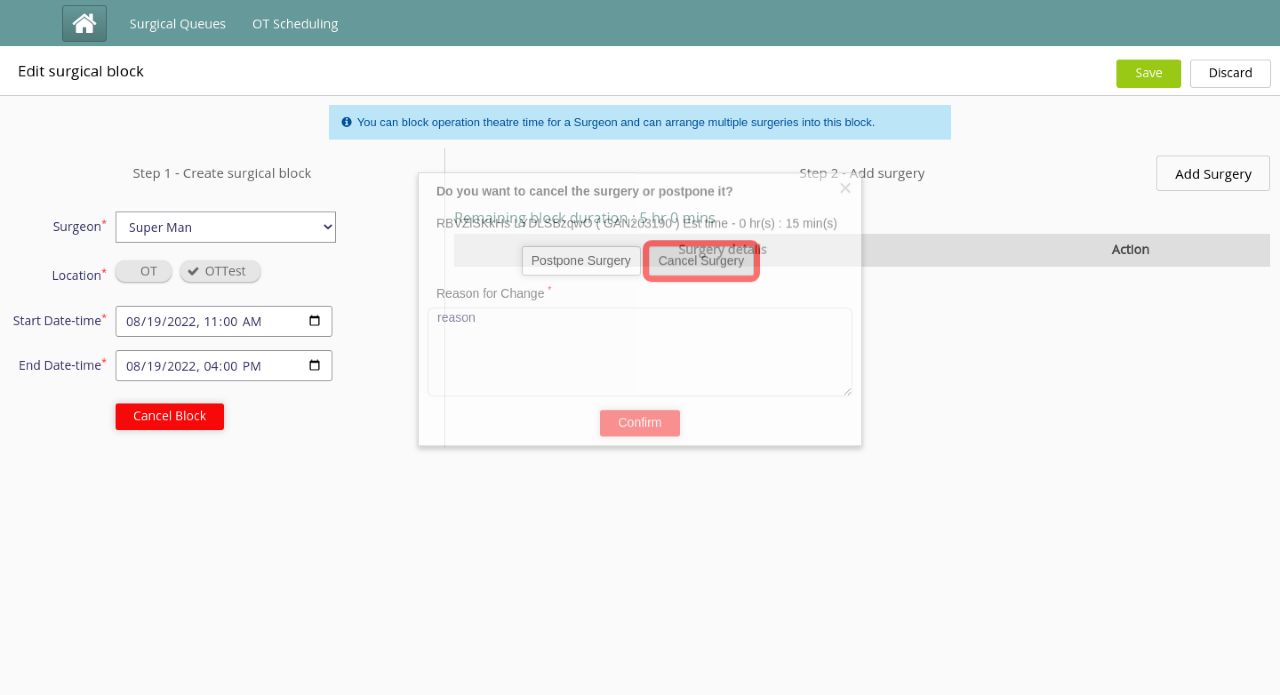 Surgical Queues OT Scheduling
Edit surgical block
Save Discard
You can block operation theatre time for a Surgeon and can arrange multiple surgeries into this block.
Step 1 - Create surgical block
Step 2 - Add surgery
Add Surgery
Surgeon*
Super Man
Location*
OT OTTest
Start Date-time*
08/19/2022, 11:00 AM
End Date-time*
08/19/2022, 04:00 PM
Cancel Block
Remaining block duration : 5 hr 0 mins
Surgery details Action
Do you want to cancel the surgery or postpone it?
Est time - 0 hr(s) : 15 min(s)
Postpone Surgery Cancel Surgery
Reason for Change *
reason
Confirm